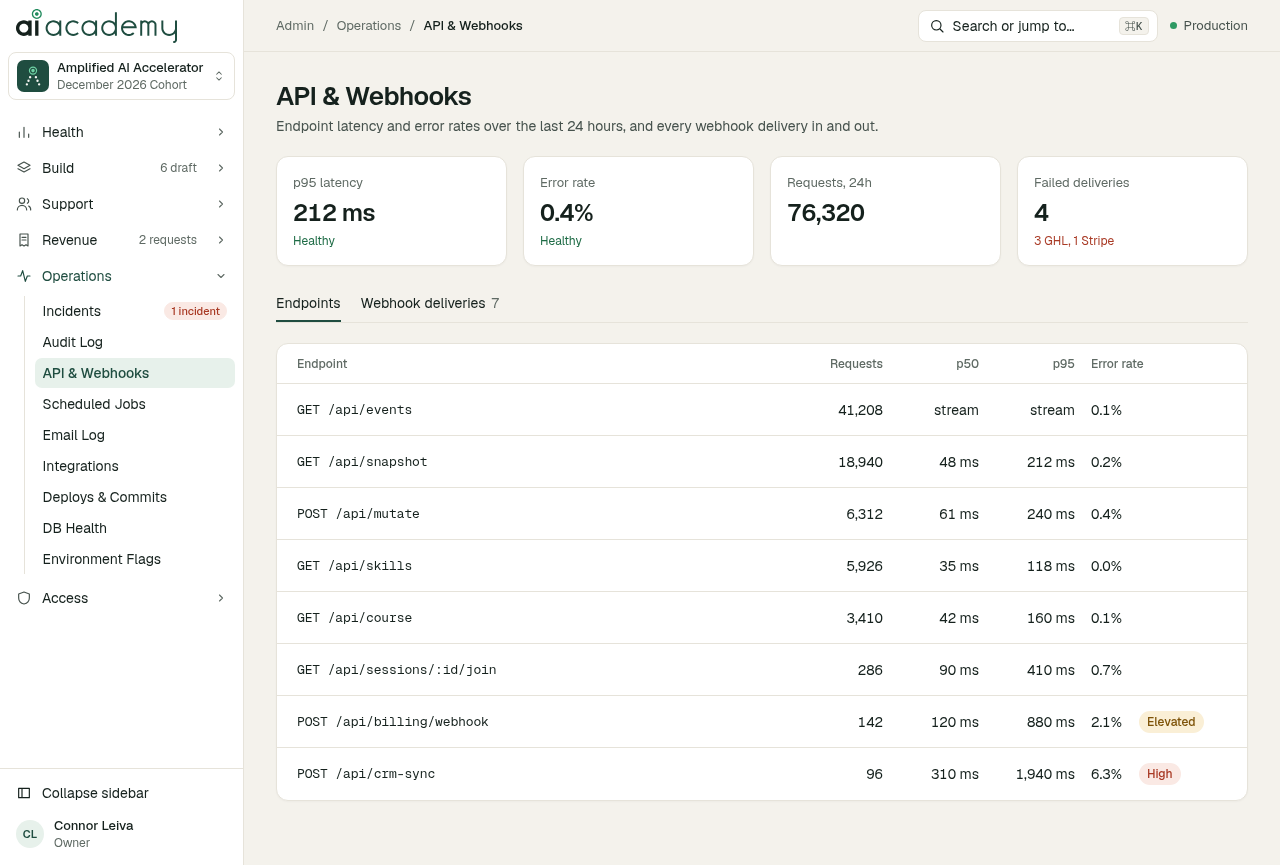 ai academy
Amplified AI Accelerator
December 2026 Cohort
Health
Build 6 draft
Support
Revenue 2 requests
Operations
Incidents 1 incident
Audit Log
API & Webhooks
Scheduled Jobs
Email Log
Integrations
Deploys & Commits
DB Health
Environment Flags
Access
Collapse sidebar
CL
Connor Leiva
Owner
Admin / Operations / API & Webhooks
Search or jump to... ⌘K
Production
API & Webhooks
Endpoint latency and error rates over the last 24 hours, and every webhook delivery in and out.
p95 latency
212 ms
Healthy
Error rate
0.4%
Healthy
Requests, 24h
76,320
Failed deliveries
4
3 GHL, 1 Stripe
Endpoints Webhook deliveries 7
Endpoint Requests p50 p95 Error rate
GET /api/events 41,208 stream stream 0.1%
GET /api/snapshot 18,940 48 ms 212 ms 0.2%
POST /api/mutate 6,312 61 ms 240 ms 0.4%
GET /api/skills 5,926 35 ms 118 ms 0.0%
GET /api/course 3,410 42 ms 160 ms 0.1%
GET /api/sessions/:id/join 286 90 ms 410 ms 0.7%
POST /api/billing/webhook 142 120 ms 880 ms 2.1% Elevated
POST /api/crm-sync 96 310 ms 1,940 ms 6.3% High